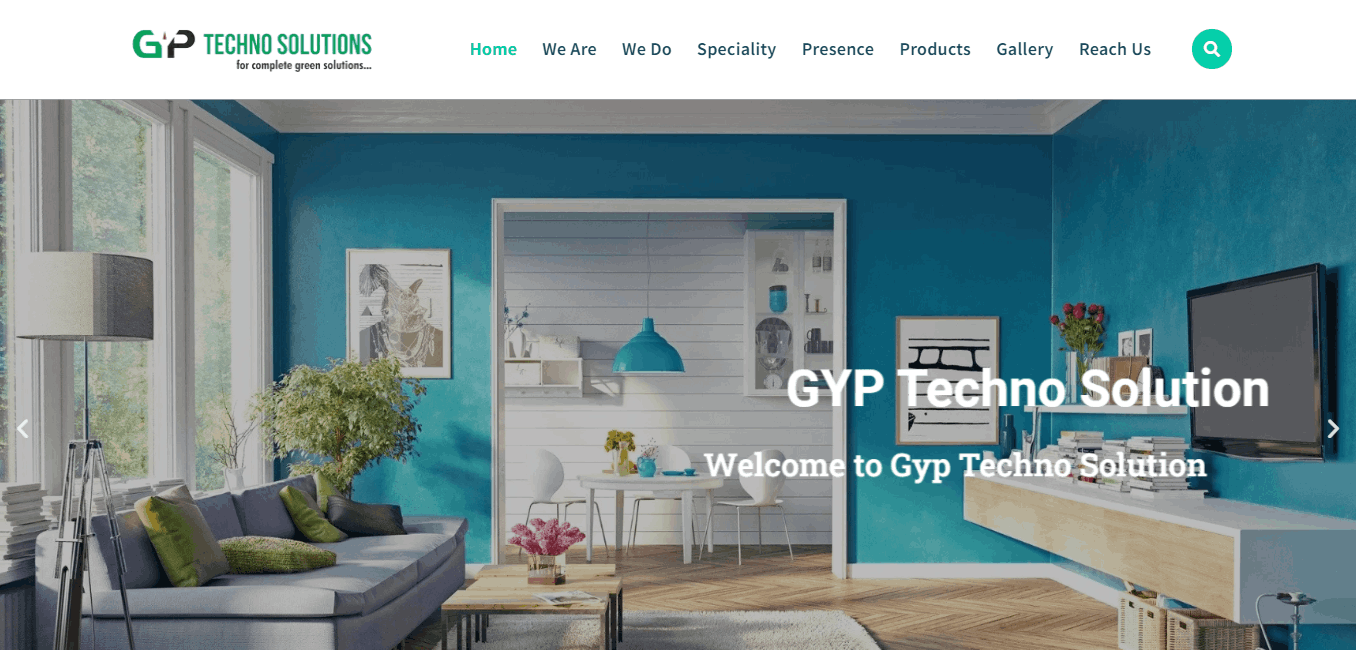 GYP TECHNO SOLUTIONS
for complete green solutions...
Home We Are We Do Speciality Presence Products Gallery Reach Us
GYP Techno Solution
Welcome to Gyp Techno Solution